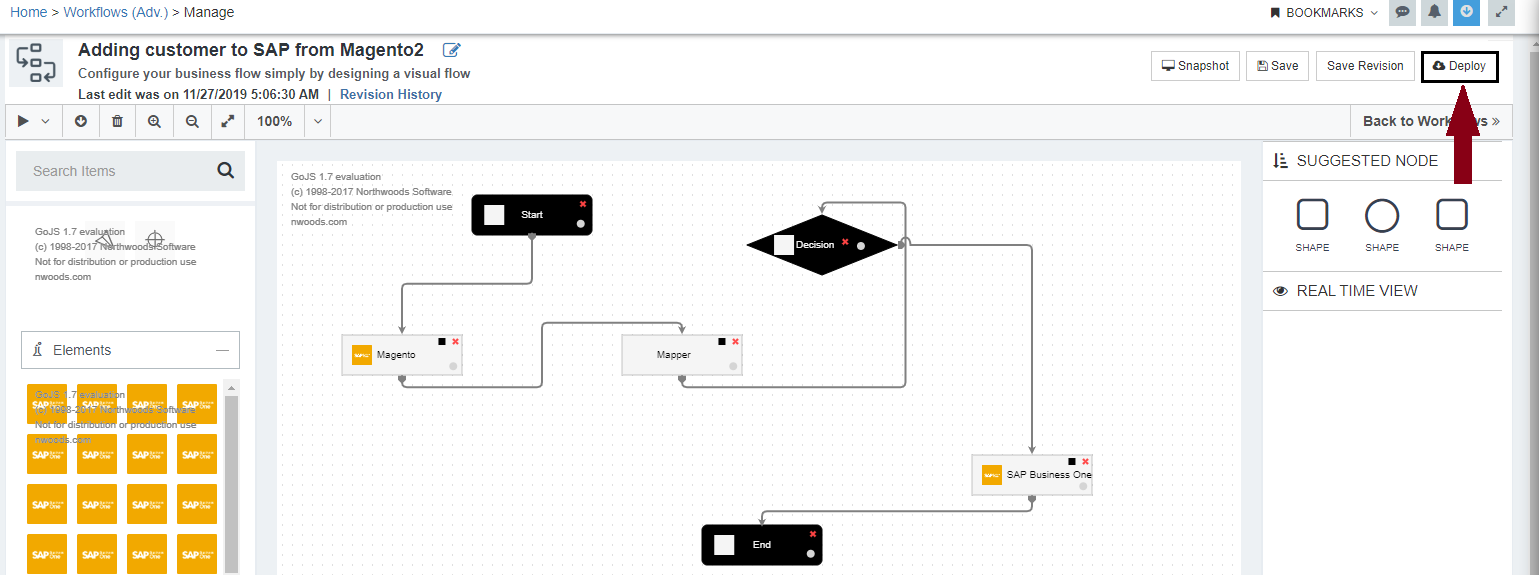 Home > Workflows (Adv.) > Manage
BOOKMARKS
Adding customer to SAP from Magento2
Configure your business flow simply by designing a visual flow
Last edit was on 11/27/2019 5:06:30 AM | Revision History
Snapshot
Save
Save Revision
Deploy
100%
Back to
Search Items
GoJS 1.7 evaluation
(c) 1998-2017 Northwoods Software
Not for distribution or production use
nwoods.com
Elements
GoJS 1.7 evaluation
(c) 1998-2017 Northwoods Software
Not for distribution or production use
nwoods.com
SAP SAP SAP SAP
SAP SAP SAP SAP
SAP SAP SAP SAP
SAP SAP SAP SAP
GoJS 1.7 evaluation
(c) 1998-2017 Northwoods Software
Not for distribution or production use
nwoods.com
Start
Decision
Magento
Mapper
SAP Business One
End
SUGGESTED NODE
SHAPE SHAPE SHAPE
REAL TIME VIEW